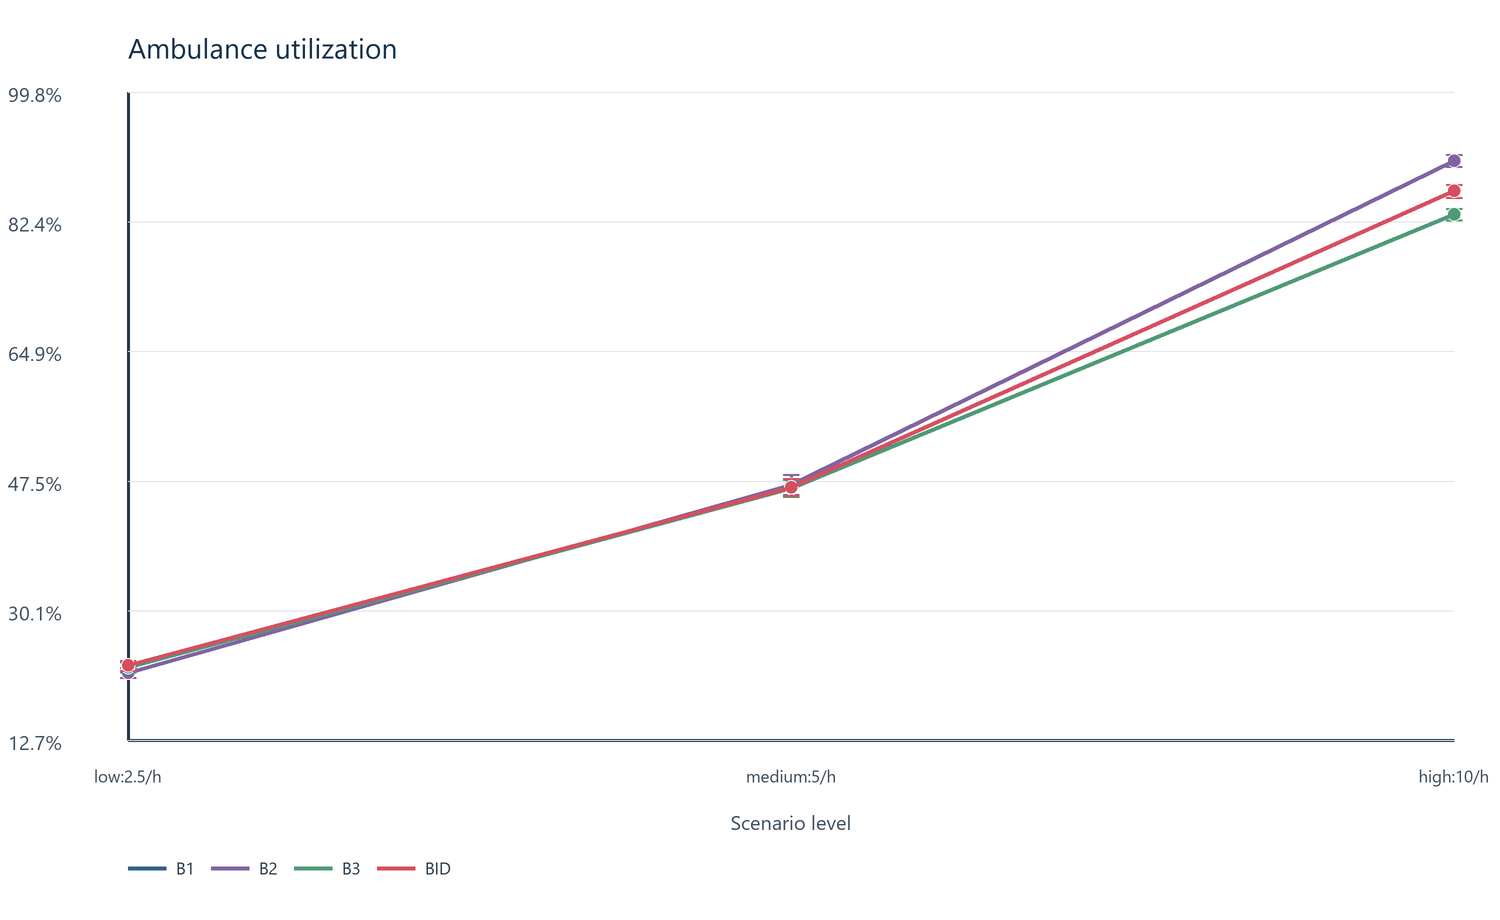 Ambulance utilization
99.8%
82.4%
64.9%
47.5%
30.1%
12.7%
low:2.5/h medium:5/h high:10/h
Scenario level
B1 B2 B3 BID